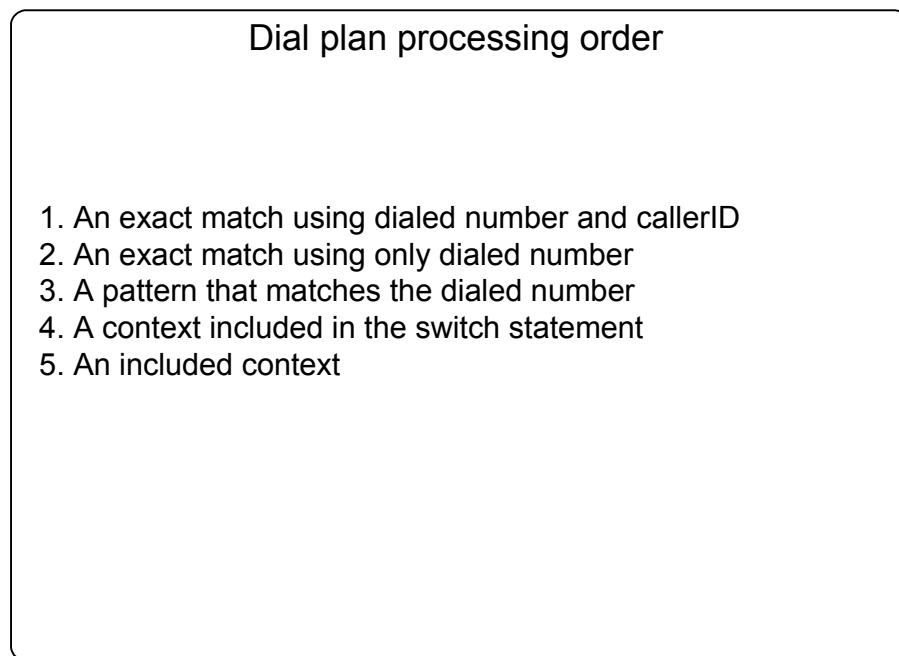 Dial plan processing order
1. An exact match using dialed number and callerID
2. An exact match using only dialed number
3. A pattern that matches the dialed number
4. A context included in the switch statement
5. An included context